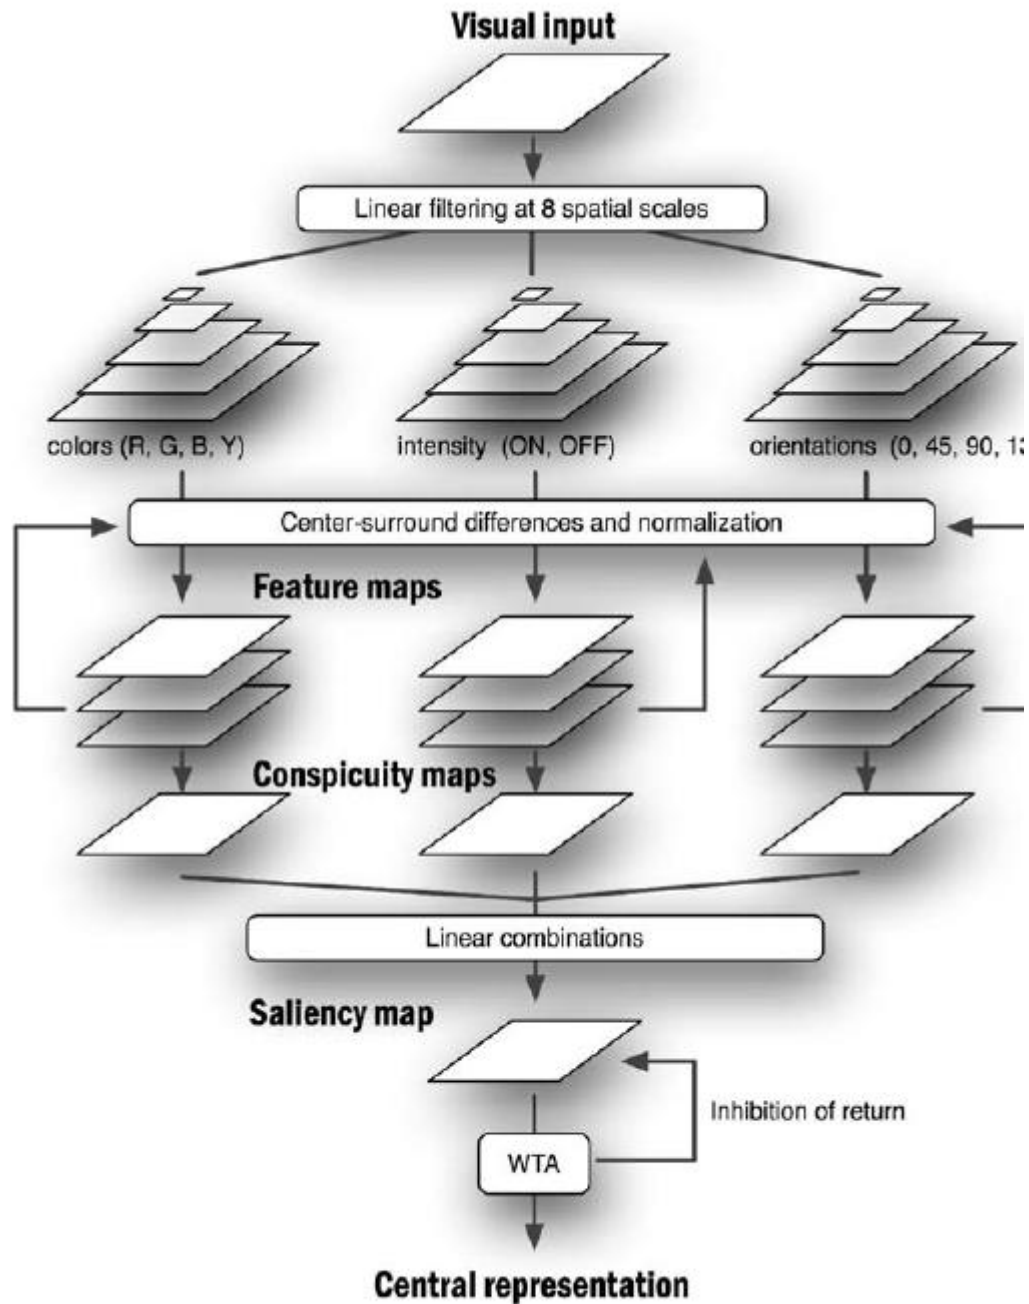 Visual input
Linear filtering at 8 spatial scales
colors (R, G, B, Y)
intensity (ON, OFF)
orientations (0, 45, 90, 13
Center-surround differences and normalization
Feature maps
Conspicuity maps
Linear combinations
Saliency map
Inhibition of return
WTA
Central representation